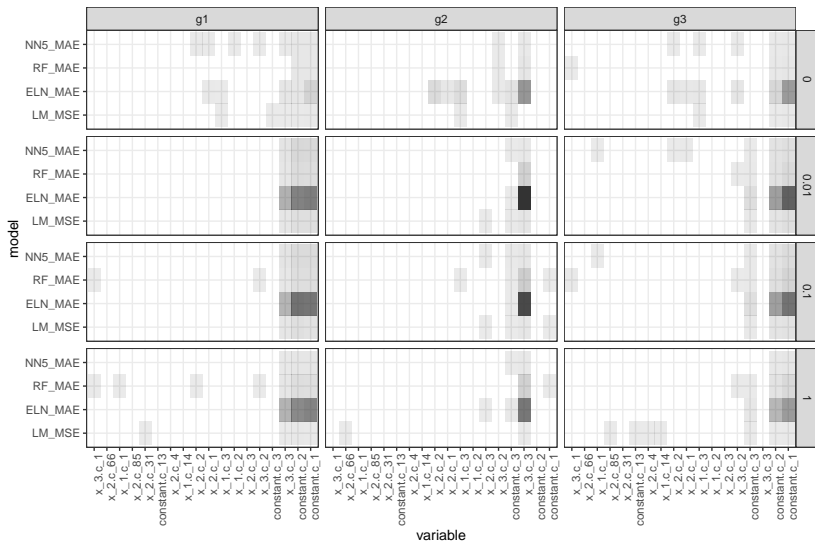 g1
g2
g3
NN5_MAE
RF_MAE
ELN_MAE
LM_MSE
0
NN5_MAE
RF_MAE
ELN_MAE
LM_MSE
0.01
NN5_MAE
RF_MAE
ELN_MAE
LM_MSE
0.1
NN5_MAE
RF_MAE
ELN_MAE
LM_MSE
1
model
x_3.c_1
x_2.c_66
x_1.c_1
x_2.c_85
x_2.c_31
constant.c_13
x_2.c_4
x_1.c_14
x_2.c_2
x_2.c_1
x_1.c_3
x_1.c_2
x_2.c_3
x_3.c_2
constant.c_3
x_3.c_3
constant.c_2
constant.c_1
x_3.c_1
x_2.c_66
x_1.c_1
x_2.c_85
x_2.c_31
constant.c_13
x_2.c_4
x_1.c_14
x_2.c_2
x_2.c_1
x_1.c_3
x_1.c_2
x_2.c_3
x_3.c_2
constant.c_3
x_3.c_3
constant.c_2
constant.c_1
x_3.c_1
x_2.c_66
x_1.c_1
x_2.c_85
x_2.c_31
constant.c_13
x_2.c_4
x_1.c_14
x_2.c_2
x_2.c_1
x_1.c_3
x_1.c_2
x_2.c_3
x_3.c_2
constant.c_3
x_3.c_3
constant.c_2
constant.c_1
variable